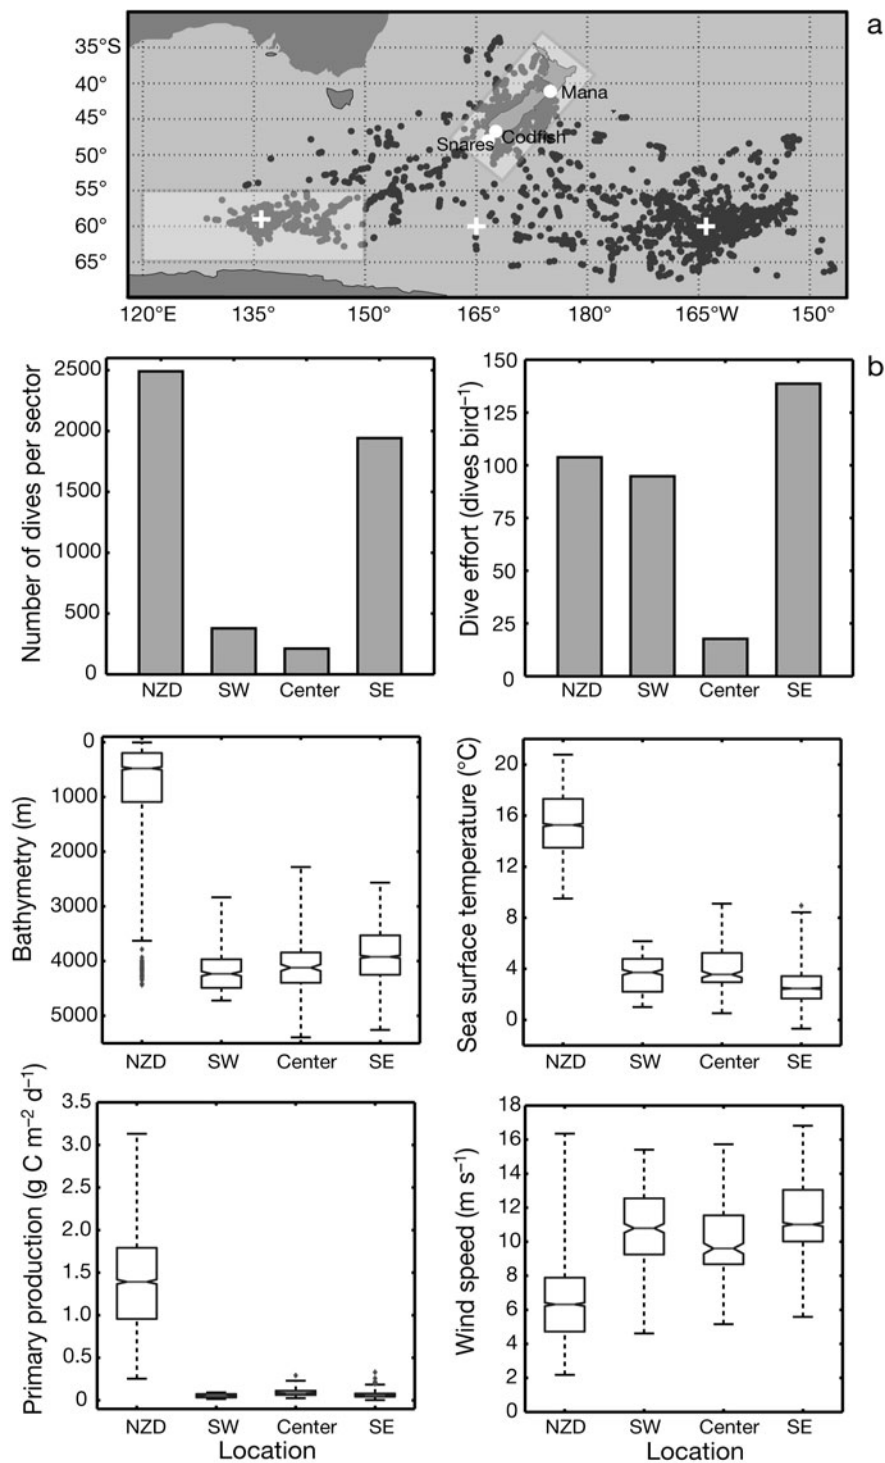 a
35°S
40°
45°
50°
55°
60°
65°
Mana
Codfish
Snares
120°E 135° 150° 165° 180° 165°W 150°
b
Number of dives per sector
2500
2000
1500
1000
500
0
NZD SW Center SE
Dive effort (dives bird⁻¹)
150
125
100
75
50
25
0
NZD SW Center SE
Bathymetry (m)
0
1000
2000
3000
4000
5000
NZD SW Center SE
Sea surface temperature (°C)
20
16
12
8
4
0
NZD SW Center SE
Primary production (g C m⁻² d⁻¹)
3.5
3.0
2.5
2.0
1.5
1.0
0.5
0
NZD SW Center SE
Location
Wind speed (m s⁻¹)
18
16
14
12
10
8
6
4
2
0
NZD SW Center SE
Location